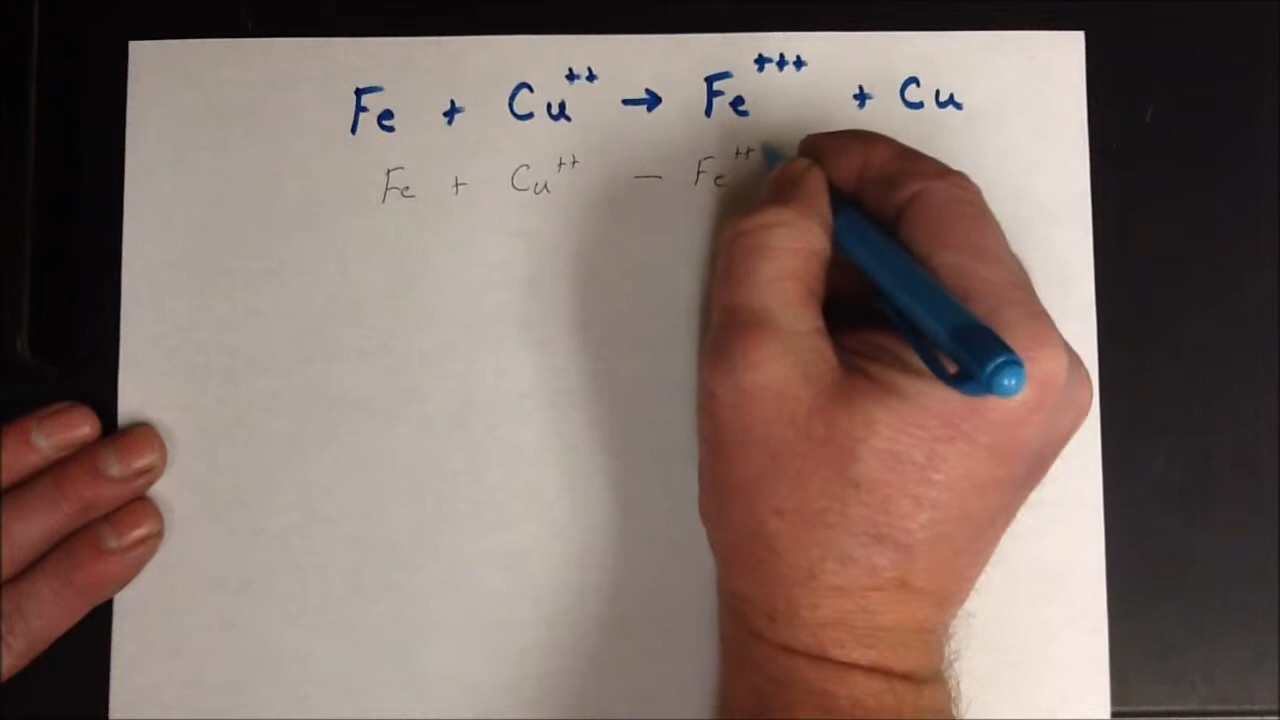 Fe + Cu⁺⁺ → Fe⁺⁺⁺ + Cu
Fe + Cu⁺⁺ — Fe⁺⁺